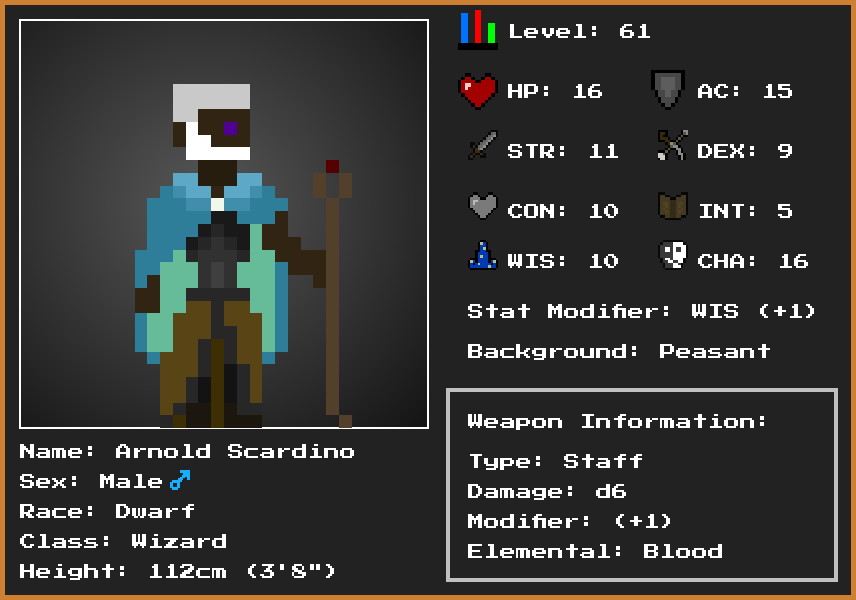 Level: 61
HP: 16 AC: 15
STR: 11 DEX: 9
CON: 10 INT: 5
WIS: 10 CHA: 16
Stat Modifier: WIS (+1)
Background: Peasant
Weapon Information:
Type: Staff
Damage: d6
Modifier: (+1)
Elemental: Blood
Name: Arnold Scardino
Sex: Male♂
Race: Dwarf
Class: Wizard
Height: 112cm (3'8")